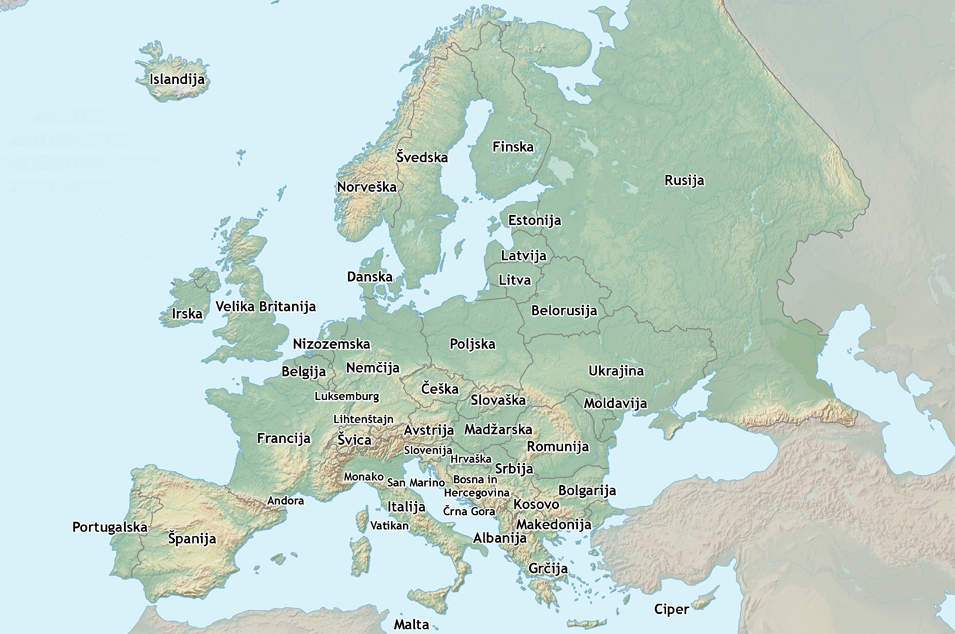 Islandija
Finska
Švedska
Rusija
Norveška
Estonija
Latvija
Danska
Litva
Velika Britanija
Irska
Belorusija
Nizozemska
Poljska
Belgija
Nemčija
Ukrajina
Češka
Luksemburg
Slovaška
Moldavija
Lihtenštajn
Avstrija
Madžarska
Francija
Švica
Romunija
Slovenija
Hrvaška
Srbija
Monako
San Marino
Bosna in
Hercegovina
Bolgarija
Andora
Italija
Kosovo
Črna Gora
Portugalska
Vatikan
Makedonija
Španija
Albanija
Grčija
Ciper
Malta